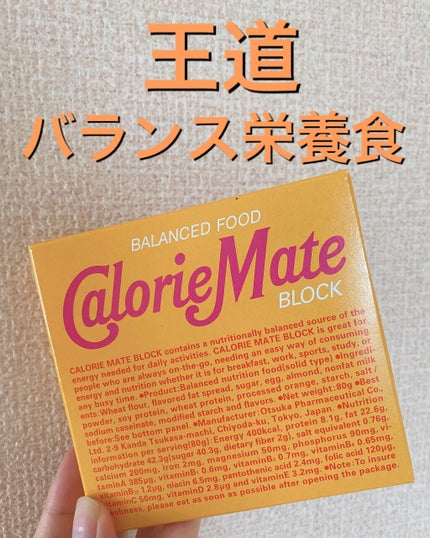 王道
バランス栄養食
BALANCED FOOD
CalorieMate
BLOCK
CALORIE MATE BLOCK contains a nutritionally balanced source of the
energy needed for daily activities. CALORIE MATE BLOCK is great for
people who are always on-the-go, needing an easy way of consuming
energy and nutrition whether it is for breakfast, work, sports, study, or
any busy time. ●Product:Balanced nutrition food(solid type) ●Ingredi-
ents:Wheat flour, flavored fat spread, sugar, egg, almond, nonfat milk
powder, soy protein, wheat protein, processed orange, starch, salt/
sodium caseinate, modified starch and flavors. ●Net weight:80g ●Best
before:See bottom panel. ●Manufacturer:Otsuka Pharmaceutical Co.,
Ltd. 2-9 Kanda Tsukasa-machi, Chiyoda-ku, Tokyo, Japan. ●Nutrition
information per serving(80g): Energy 400kcal, protein 8.1g, fat 22.6g,
carbohydrate 42.3g(sugar 40.3g, dietary fiber 2g), salt equivalent 0.76g,
calcium 200mg, iron 2mg, magnesium 50mg, phosphorus 90mg, vi-
taminA 385μg, vitaminB₁ 0.6mg, vitaminB₂ 0.7mg, vitaminB₆ 0.65mg,
vitaminB₁₂ 1.2μg, niacin 6.5mg, pantothenic acid 2.4mg, folic acid 120μg,
vitaminC 50mg, vitaminD 2.8μg and vitaminE 3.2mg. ●Note:To insure
freshness, please eat as soon as possible after opening the package.